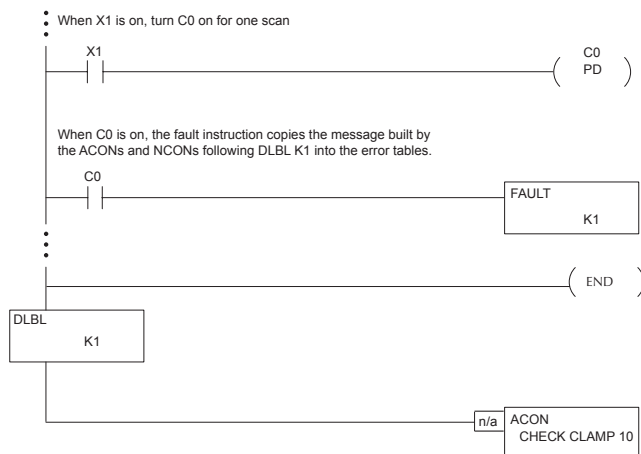 When X1 is on, turn C0 on for one scan
X1
C0
PD
When C0 is on, the fault instruction copies the message built by
the ACONs and NCONs following DLBL K1 into the error tables.
C0
FAULT
K1
END
DLBL
K1
n/a
ACON
CHECK CLAMP 10